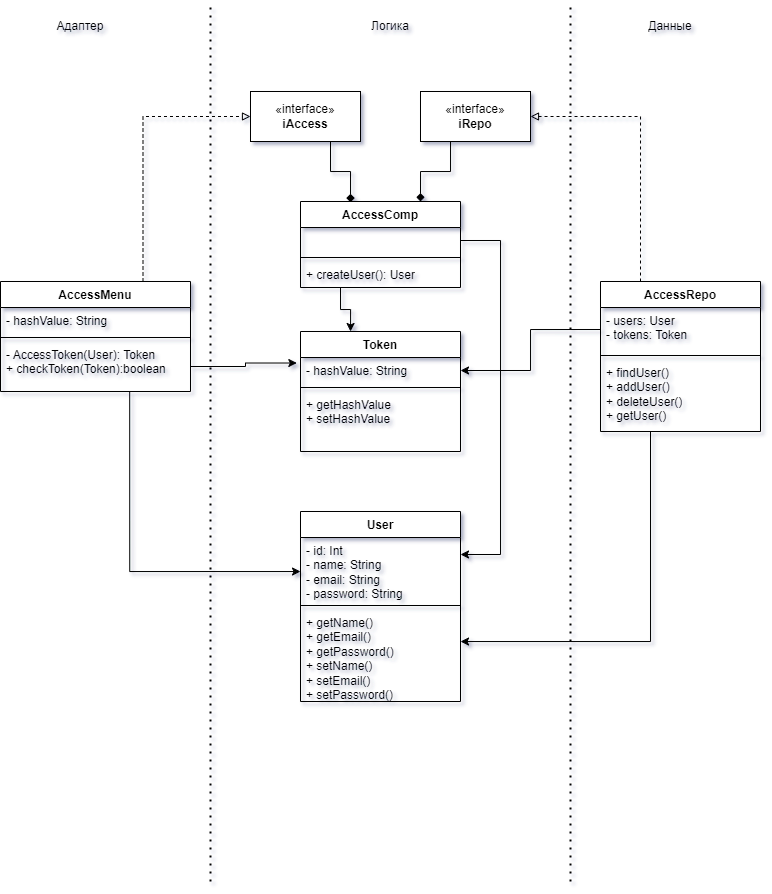 Адаптер
Логика
Данные
«interface»
iAccess
«interface»
iRepo
AccessComp
+ createUser(): User
AccessMenu
- hashValue: String
- AccessToken(User): Token
+ checkToken(Token):boolean
Token
- hashValue: String
+ getHashValue
+ setHashValue
AccessRepo
- users: User
- tokens: Token
+ findUser()
+ addUser()
+ deleteUser()
+ getUser()
User
- id: Int
- name: String
- email: String
- password: String
+ getName()
+ getEmail()
+ getPassword()
+ setName()
+ setEmail()
+ setPassword()